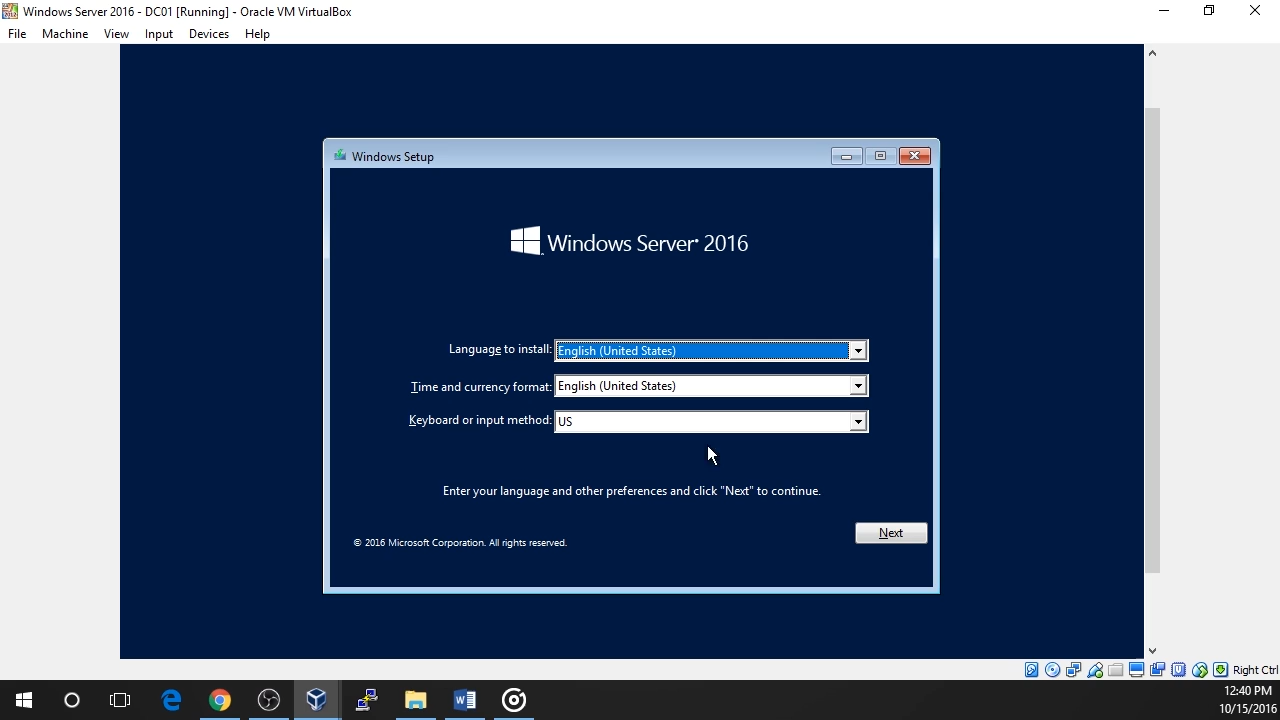 Windows Server 2016 - DC01 [Running] - Oracle VM VirtualBox
File Machine View Input Devices Help
Windows Setup
Windows Server® 2016
Language to install: English (United States)
Time and currency format: English (United States)
Keyboard or input method: US
Enter your language and other preferences and click "Next" to continue.
Next
© 2016 Microsoft Corporation. All rights reserved.
Right Ctrl
12:40 PM
10/15/2016